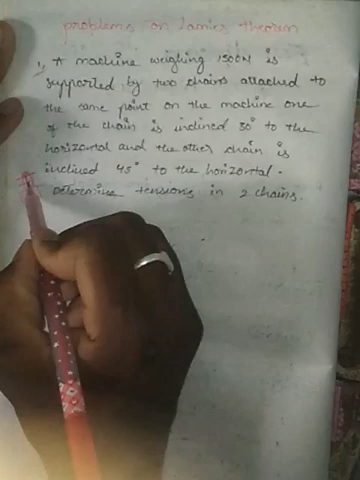 problems on lamies theorem
1) A machine weighing 1500N is
supported by two chains attached to
the same point on the machine one
of the chain is inclined 30° to the
horizontal and the other chain is
inclined 45° to the horizontal.
Determine tensions in 2 chains.